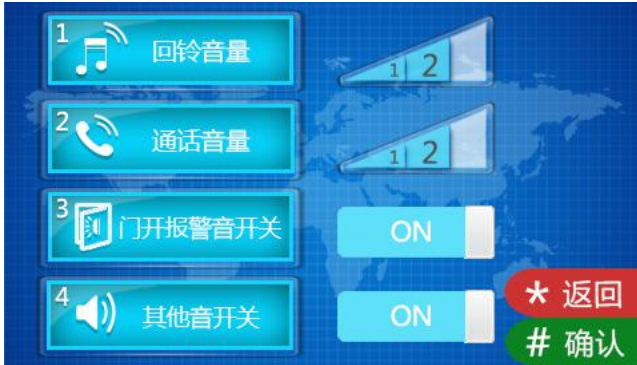 1 回铃音量 1 2
2 通话音量 1 2
3 门开报警音开关 ON
4 其他音开关 ON
* 返回
# 确认